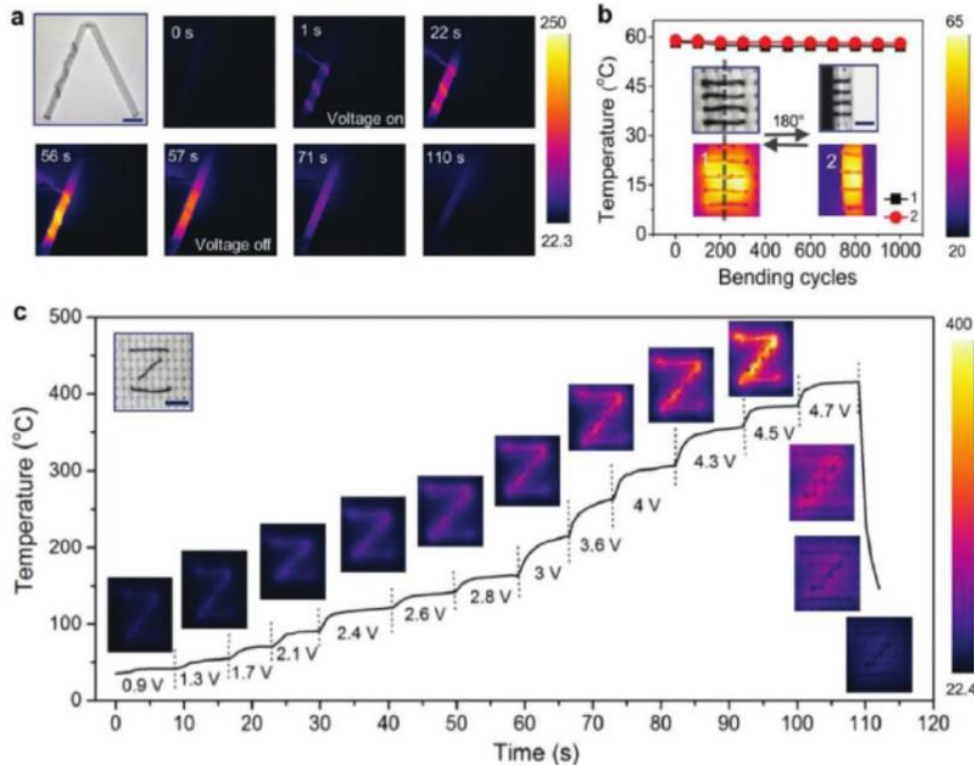 a
250
0 s
1 s
22 s
Voltage on
56 s
57 s
71 s
110 s
Voltage off
22.3
b
65
Temperature (°C)
60
45
30
15
0
180°
1
2
1
2
0 200 400 600 800 1000
Bending cycles
20
c
Temperature (°C)
500
400
300
200
100
0
0.9 V
1.3 V
1.7 V
2.1 V
2.4 V
2.6 V
2.8 V
3 V
3.6 V
4 V
4.3 V
4.5 V
4.7 V
400
22.4
0 10 20 30 40 50 60 70 80 90 100 110 120
Time (s)